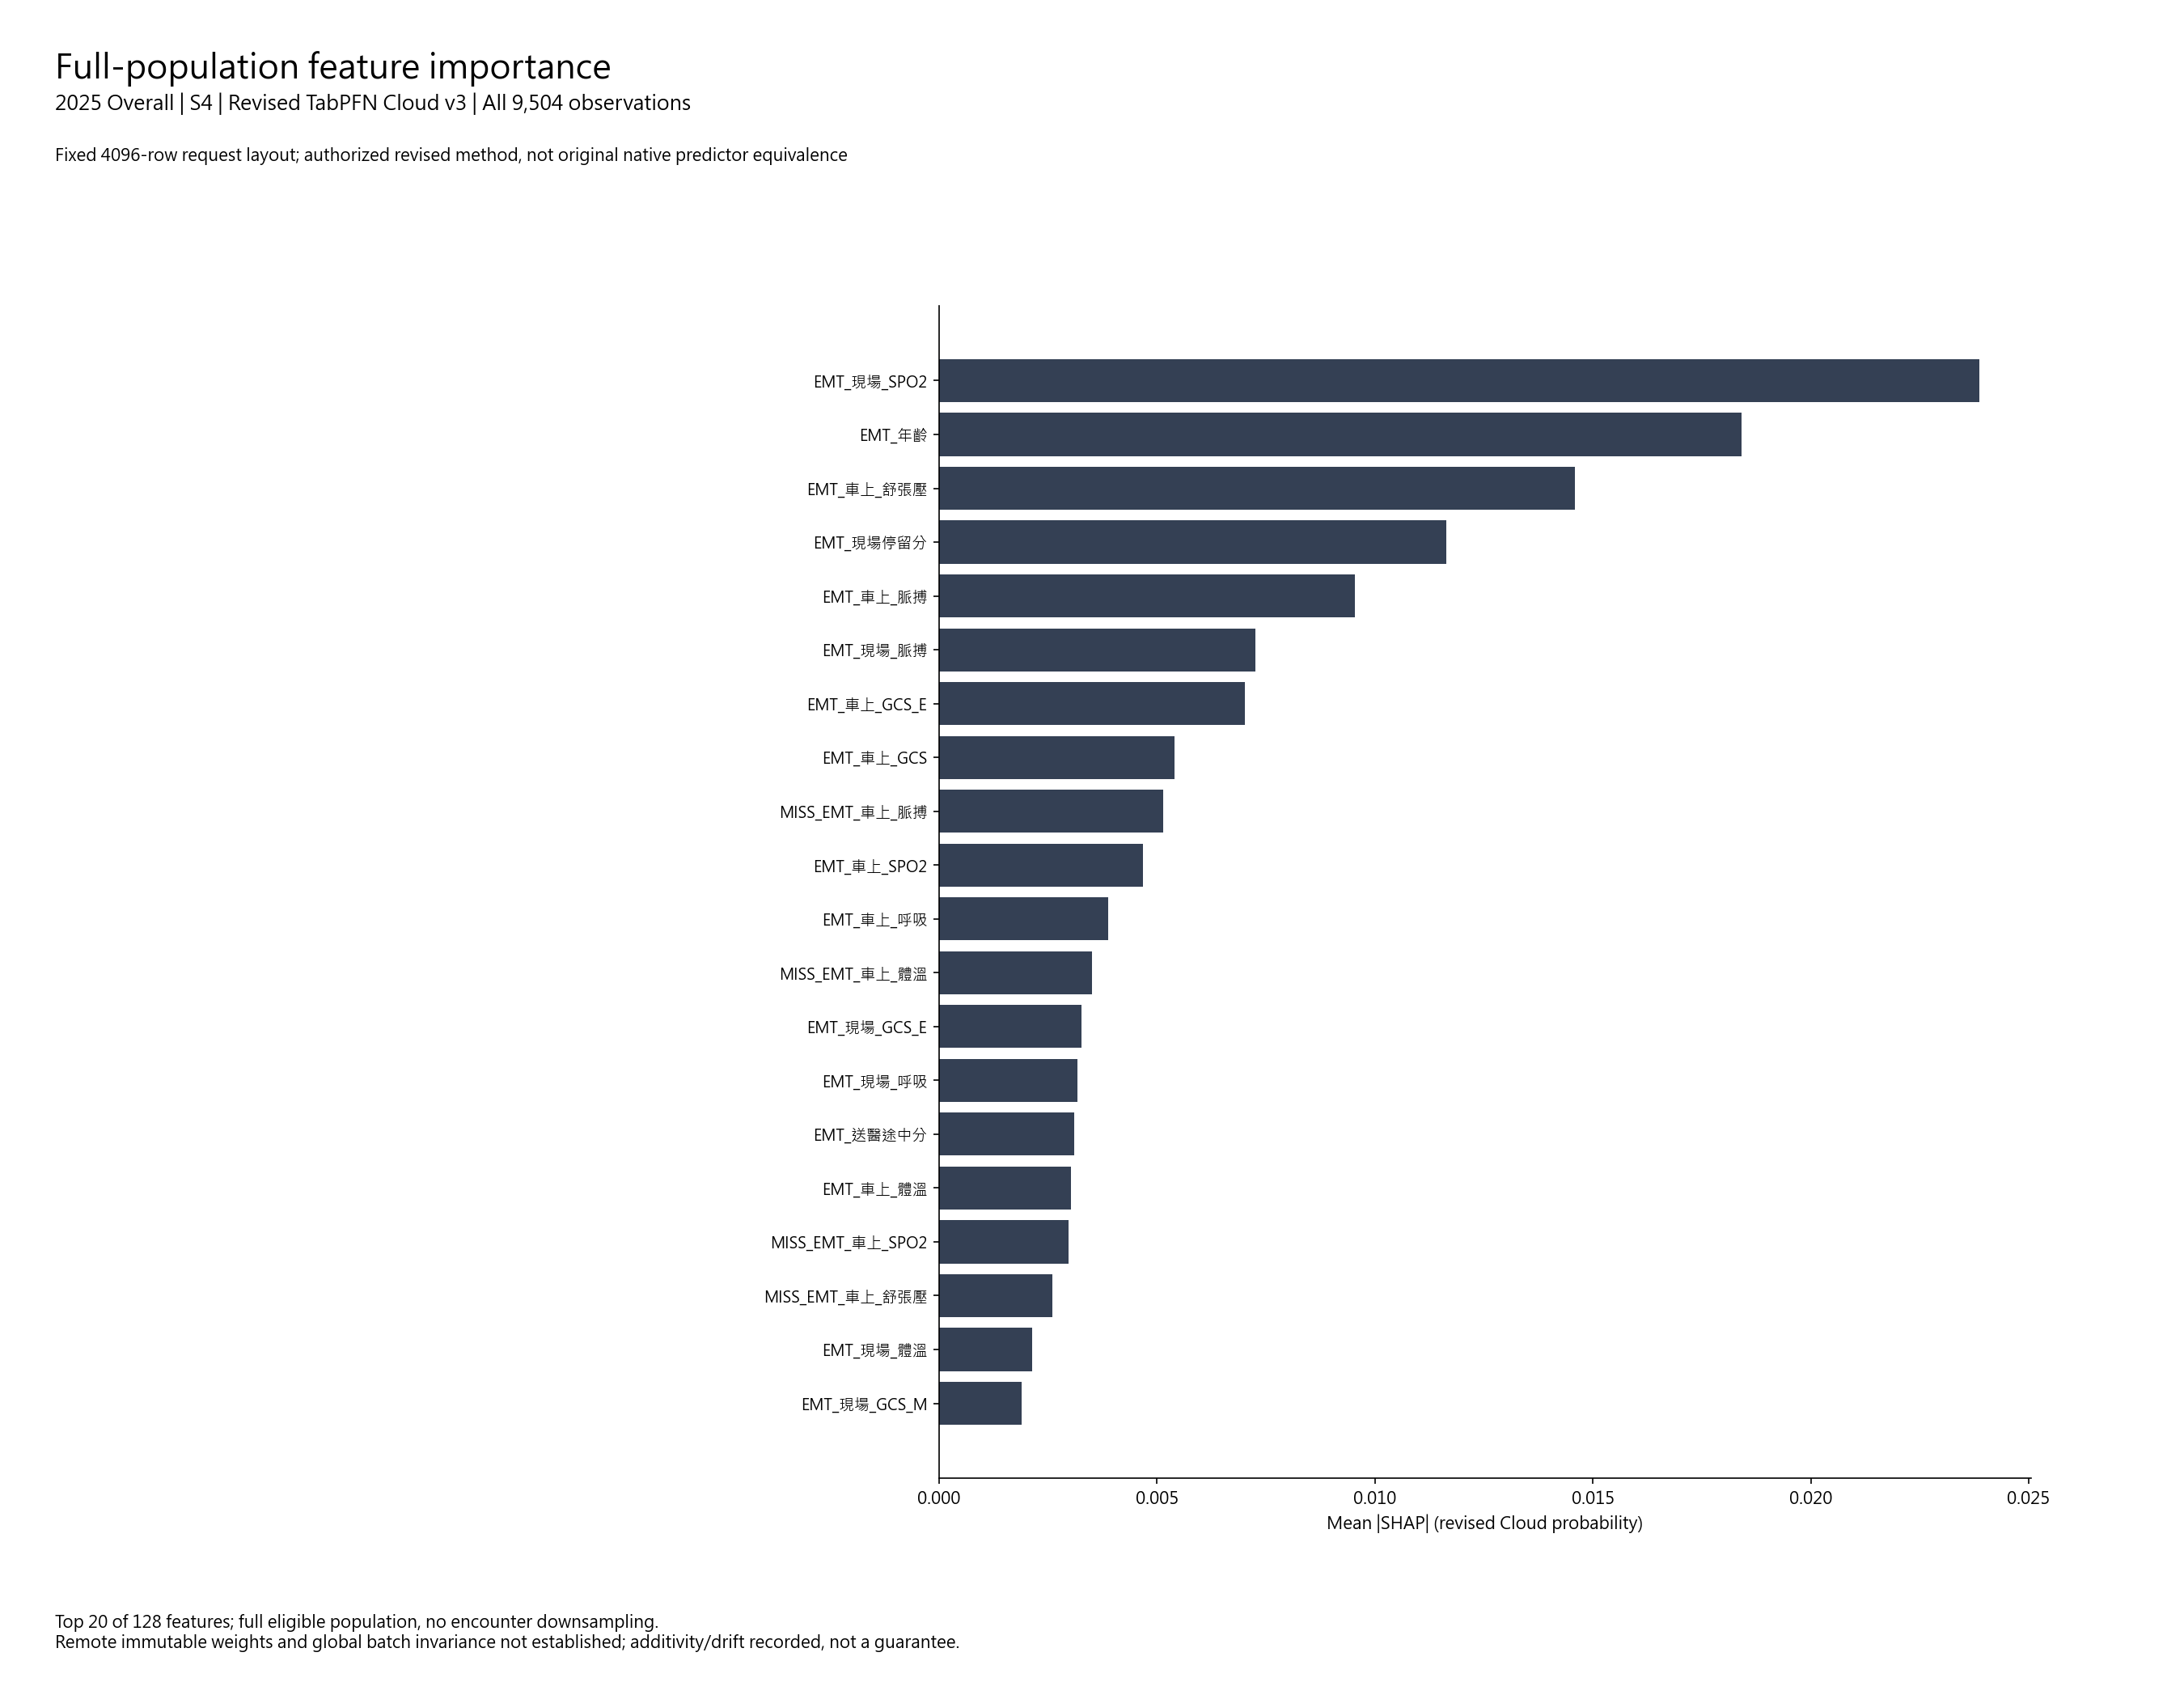 Full-population feature importance
2025 Overall | S4 | Revised TabPFN Cloud v3 | All 9,504 observations
Fixed 4096-row request layout; authorized revised method, not original native predictor equivalence
EMT_現場_SPO2
EMT_年齡
EMT_車上_舒張壓
EMT_現場停留分
EMT_車上_脈搏
EMT_現場_脈搏
EMT_車上_GCS_E
EMT_車上_GCS
MISS_EMT_車上_脈搏
EMT_車上_SPO2
EMT_車上_呼吸
MISS_EMT_車上_體溫
EMT_現場_GCS_E
EMT_現場_呼吸
EMT_送醫途中分
EMT_車上_體溫
MISS_EMT_車上_SPO2
MISS_EMT_車上_舒張壓
EMT_現場_體溫
EMT_現場_GCS_M
0.000 0.005 0.010 0.015 0.020 0.025
Mean |SHAP| (revised Cloud probability)
Top 20 of 128 features; full eligible population, no encounter downsampling.
Remote immutable weights and global batch invariance not established; additivity/drift recorded, not a guarantee.